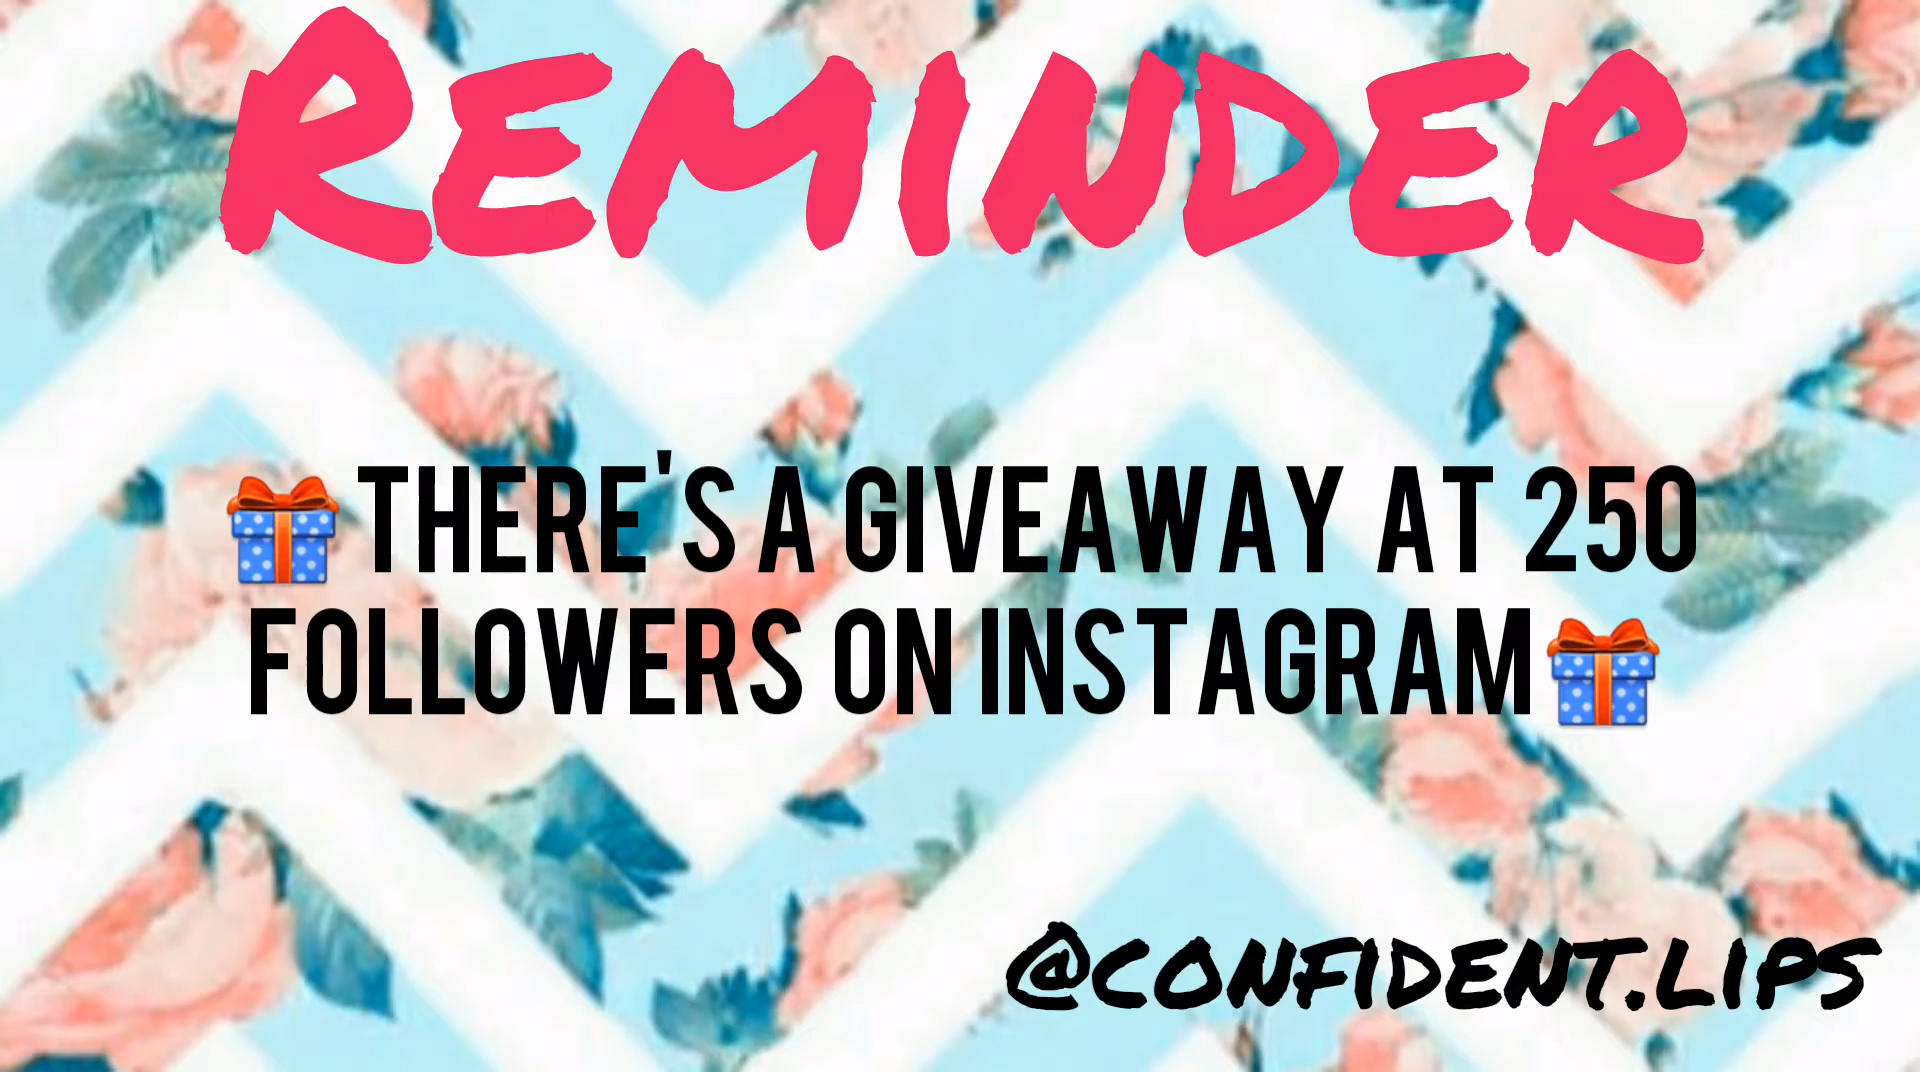 REMINDER
🎁THERE'S A GIVEAWAY AT 250
FOLLOWERS ON INSTAGRAM🎁
@CONFIDENT.LIPS